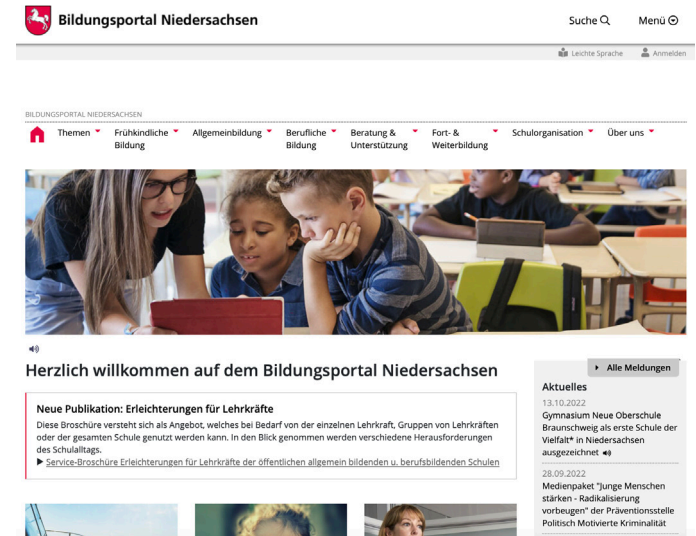 Bildungsportal Niedersachsen
Suche
Menü
Leichte Sprache
Anmelden
BILDUNGSPORTAL NIEDERSACHSEN
Themen
Frühkindliche
Bildung
Allgemeinbildung
Berufliche
Bildung
Beratung &
Unterstützung
Fort- &
Weiterbildung
Schulorganisation
Über uns
Herzlich willkommen auf dem Bildungsportal Niedersachsen
Neue Publikation: Erleichterungen für Lehrkräfte
Diese Broschüre versteht sich als Angebot, welches bei Bedarf von der einzelnen Lehrkraft, Gruppen von Lehrkräften
oder der gesamten Schule genutzt werden kann. In den Blick genommen werden verschiedene Herausforderungen
des Schulalltags.
Service-Broschüre Erleichterungen für Lehrkräfte der öffentlichen allgemein bildenden u. berufsbildenden Schulen
Alle Meldungen
Aktuelles
13.10.2022
Gymnasium Neue Oberschule
Braunschweig als erste Schule der
Vielfalt* in Niedersachsen
ausgezeichnet
28.09.2022
Medienpaket "Junge Menschen
stärken - Radikalisierung
vorbeugen" der Präventionsstelle
Politisch Motivierte Kriminalität